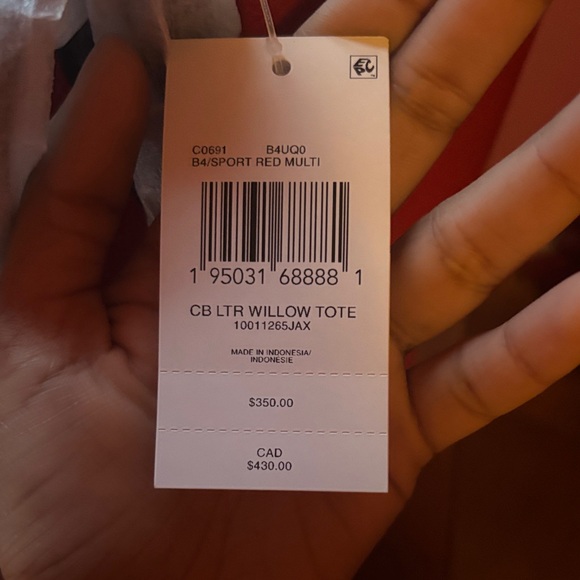 EPC
C0691 B4UQ0
B4/SPORT RED MULTI
1 95031 68888 1
CB LTR WILLOW TOTE
10011265JAX
MADE IN INDONESIA/
INDONESIE
$350.00
CAD
$430.00